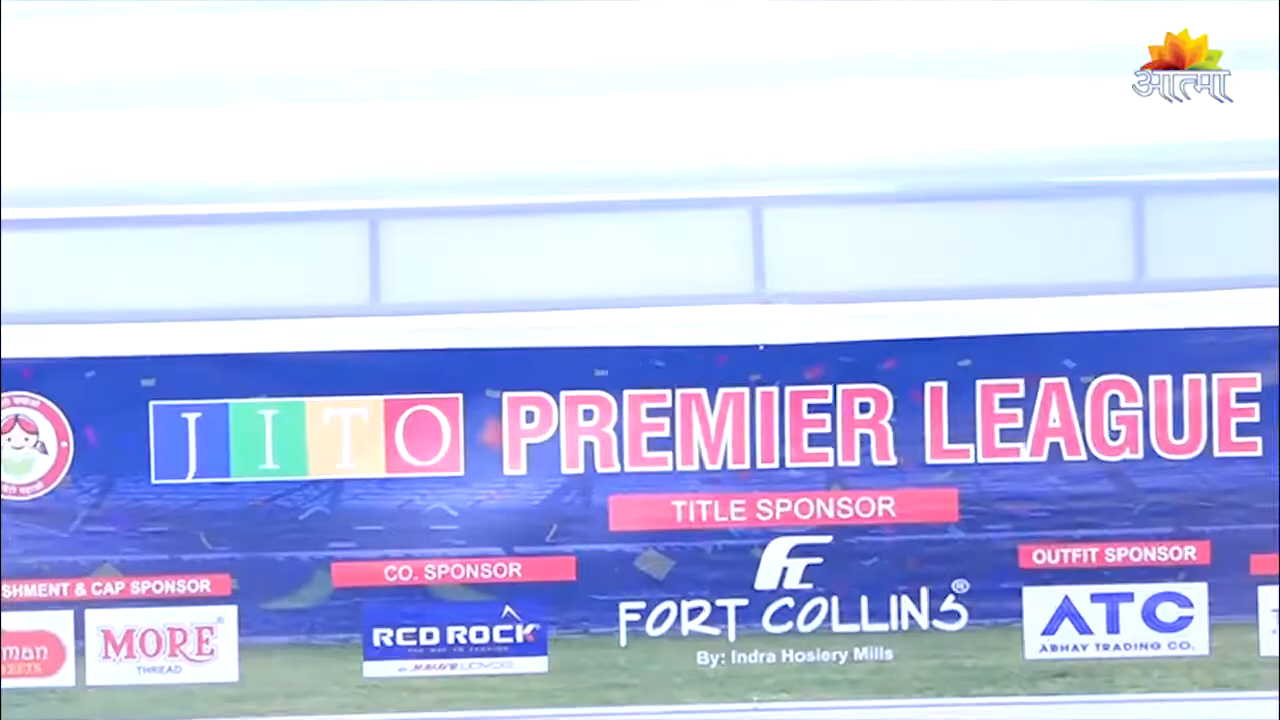 आत्मा
JITO PREMIER LEAGUE
TITLE SPONSOR
FC
FORT COLLINS®
By: Indra Hosiery Mills
CO. SPONSOR
RED ROCK
OUTFIT SPONSOR
ATC
ABHAY TRADING CO.
SHMENT & CAP SPONSOR
man
MORE®
THREAD